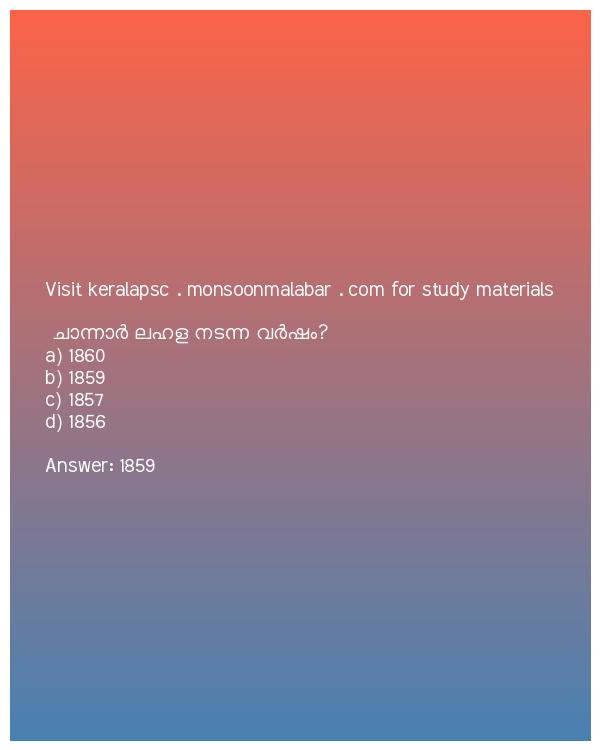 Visit keralapsc . monsoonmalabar . com for study materials
ചാന്നാർ ലഹള നടന്ന വർഷം?
a) 1860
b) 1859
c) 1857
d) 1856
Answer: 1859